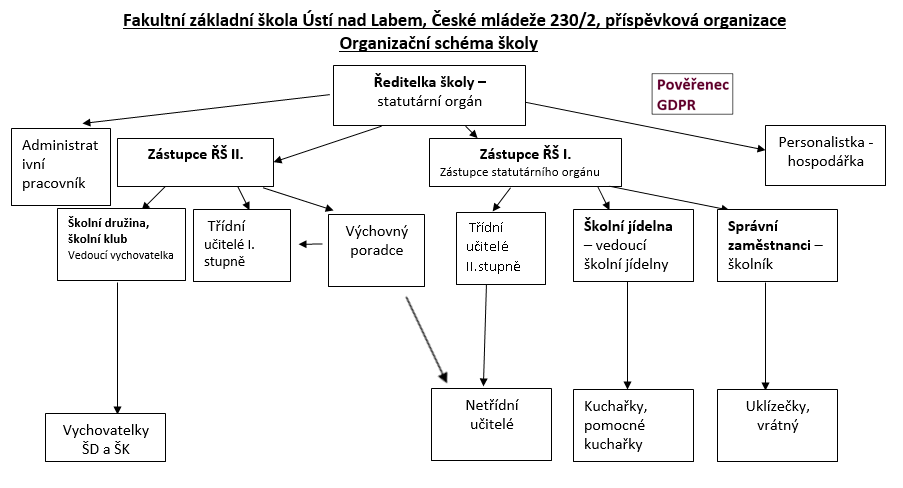 Fakultní základní škola Ústí nad Labem, České mládeže 230/2, příspěvková organizace
Organizační schéma školy
Ředitelka školy –
statutární orgán
Pověřenec
GDPR
Administrat
ivní
pracovník
Zástupce ŘŠ II.
Zástupce ŘŠ I.
Zástupce statutárního orgánu
Personalistka -
hospodářka
Školní družina,
školní klub
Vedoucí vychovatelka
Třídní
učitelé I.
stupně
Výchovný
poradce
Třídní
učitelé
II.stupně
Školní jídelna
– vedoucí
školní jídelny
Správní
zaměstnanci –
školník
Vychovatelky
ŠD a ŠK
Netřídní
učitelé
Kuchařky,
pomocné
kuchařky
Uklízečky,
vrátný